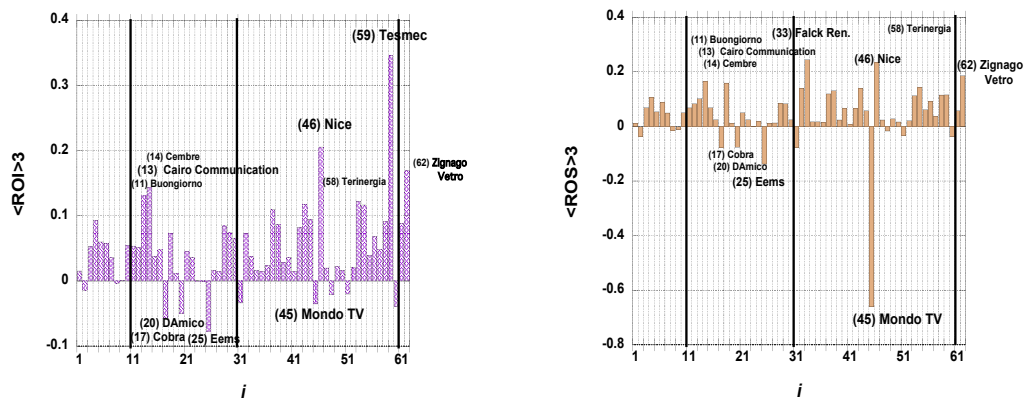 0.4
(59) Tesmec
0.3
(46) Nice
0.2
(14) Cembre
(13) Cairo Communication
(62) Zignago
Vetro
(11) Buongiorno
(58) Terinergia
<ROI>3
0.1
0
(45) Mondo TV
(20) DAmico
(17) Cobra
(25) Eems
-0.1
1
11
21
31
41
51
61
i
0.4
(33) Falck Ren.
(58) Terinergia
(11) Buongiorno
(13) Cairo Communication
(14) Cembre
(46) Nice
(62) Zignago
Vetro
0.2
0
(17) Cobra
(20) DAmico
(25) Eems
-0.2
<ROS>3
-0.4
-0.6
(45) Mondo TV
-0.8
1
11
21
31
41
51
61
i